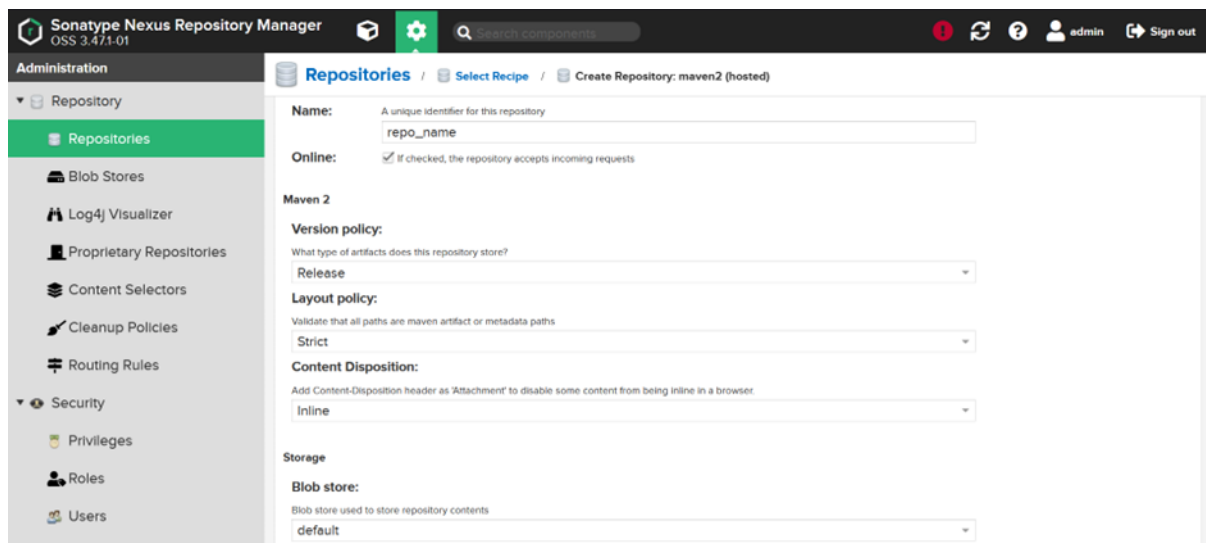 Sonatype Nexus Repository Manager
OSS 3.47.1-01
Search components
admin
Sign out
Administration
Repositories / Select Recipe / Create Repository: maven2 (hosted)
Repository
Repositories
Blob Stores
Log4j Visualizer
Proprietary Repositories
Content Selectors
Cleanup Policies
Routing Rules
Security
Privileges
Roles
Users
Name:
A unique identifier for this repository
repo_name
Online:
If checked, the repository accepts incoming requests
Maven 2
Version policy:
What type of artifacts does this repository store?
Release
Layout policy:
Validate that all paths are maven artifact or metadata paths
Strict
Content Disposition:
Add Content-Disposition header as 'Attachment' to disable some content from being inline in a browser.
Inline
Storage
Blob store:
Blob store used to store repository contents
default